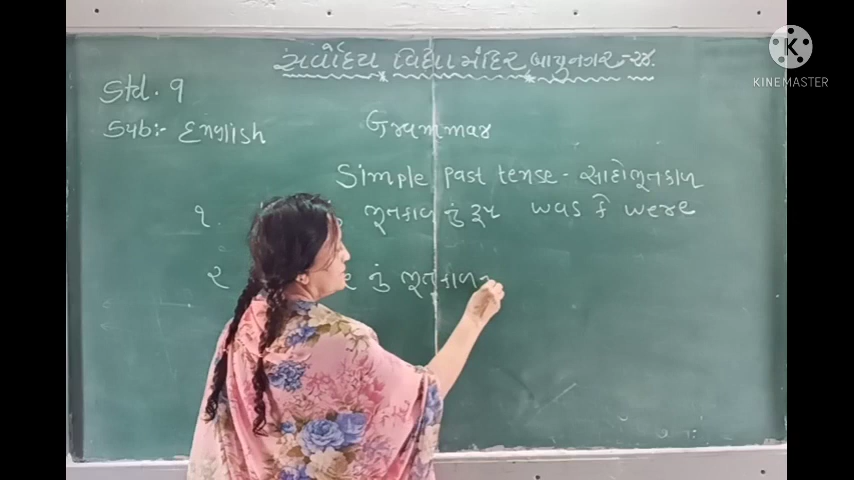 સર્વોદય વિદ્યા મંદિર બાપુનગર-૨૪.
Std. 9
Sub:- English
Grammar
Simple past tense - સાદોભૂતકાળ
૧. ભૂતકાળ નું રૂપ was કે were
૨ નું ભૂતકાળ
KINEMASTER